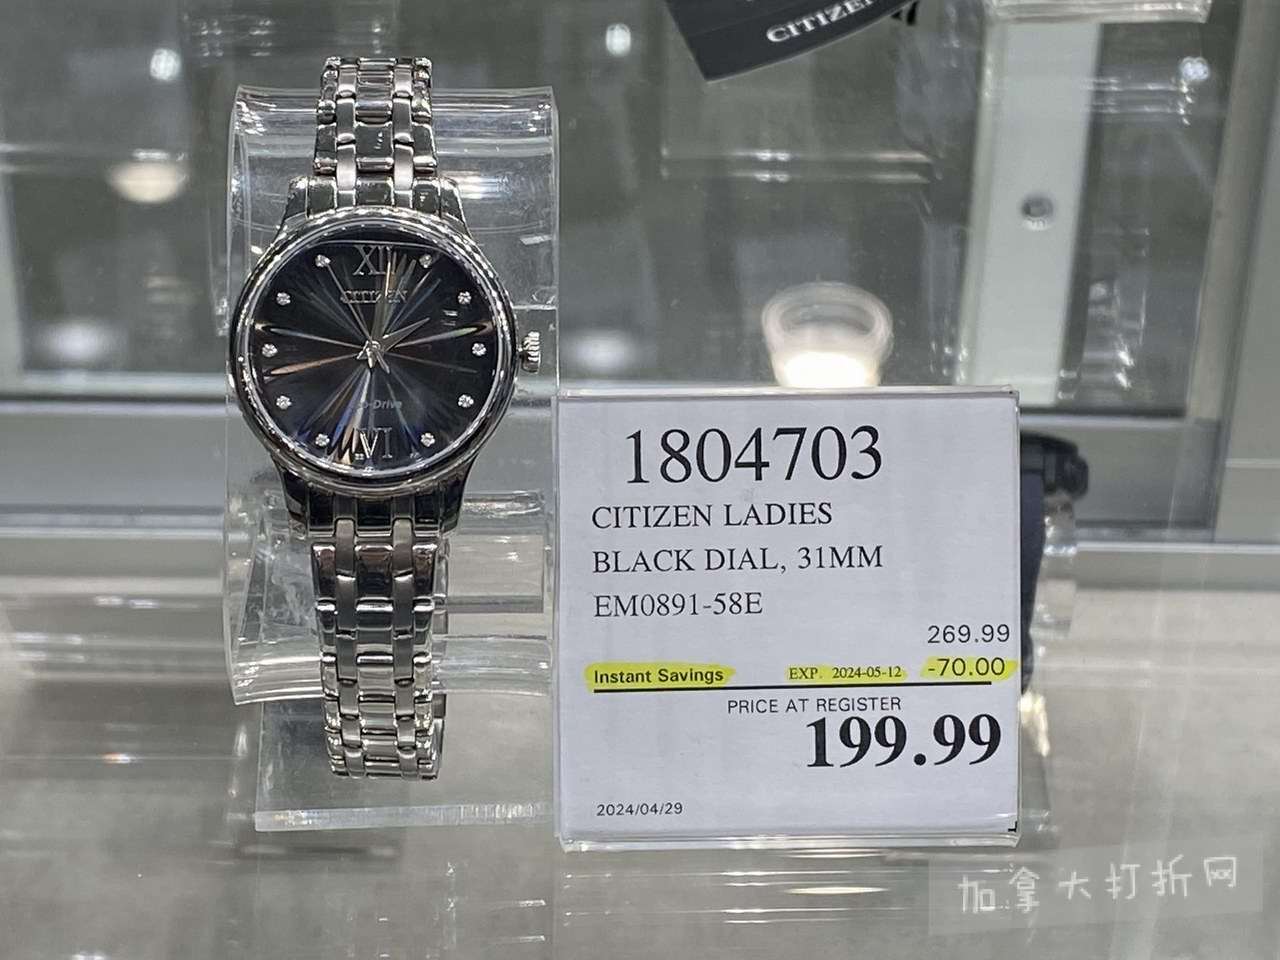 CITIZEN
XII
CITIZEN
Eco-Drive
VI
1804703
CITIZEN LADIES
BLACK DIAL, 31MM
EM0891-58E
269.99
Instant Savings EXP. 2024-05-12 -70.00
PRICE AT REGISTER
199.99
2024/04/29
加拿大打折网